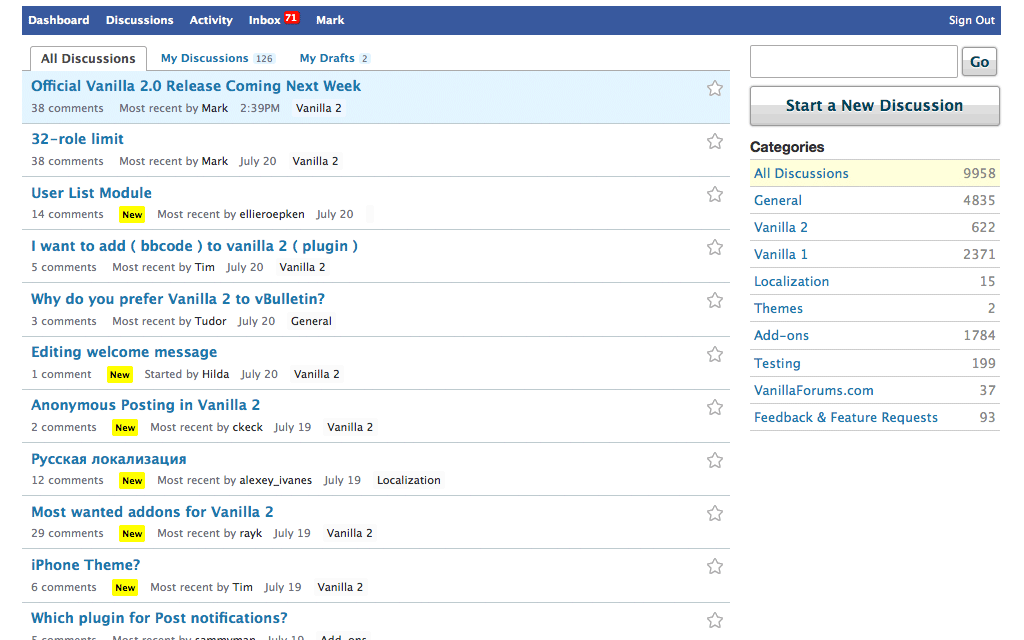 Dashboard Discussions Activity Inbox 71 Mark Sign Out
All Discussions My Discussions 126 My Drafts 2
Official Vanilla 2.0 Release Coming Next Week
38 comments Most recent by Mark 2:39PM Vanilla 2
32-role limit
38 comments Most recent by Mark July 20 Vanilla 2
User List Module
14 comments New Most recent by ellieroepken July 20
I want to add ( bbcode ) to vanilla 2 ( plugin )
5 comments Most recent by Tim July 20 Vanilla 2
Why do you prefer Vanilla 2 to vBulletin?
3 comments Most recent by Tudor July 20 General
Editing welcome message
1 comment New Started by Hilda July 20 Vanilla 2
Anonymous Posting in Vanilla 2
2 comments New Most recent by ckeck July 19 Vanilla 2
Русская локализация
12 comments New Most recent by alexey_ivanes July 19 Localization
Most wanted addons for Vanilla 2
29 comments New Most recent by rayk July 19 Vanilla 2
iPhone Theme?
6 comments New Most recent by Tim July 19 Vanilla 2
Which plugin for Post notifications?
5 comments Most recent by sammyman July 19 Add-ons
Go
Start a New Discussion
Categories
All Discussions 9958
General 4835
Vanilla 2 622
Vanilla 1 2371
Localization 15
Themes 2
Add-ons 1784
Testing 199
VanillaForums.com 37
Feedback & Feature Requests 93